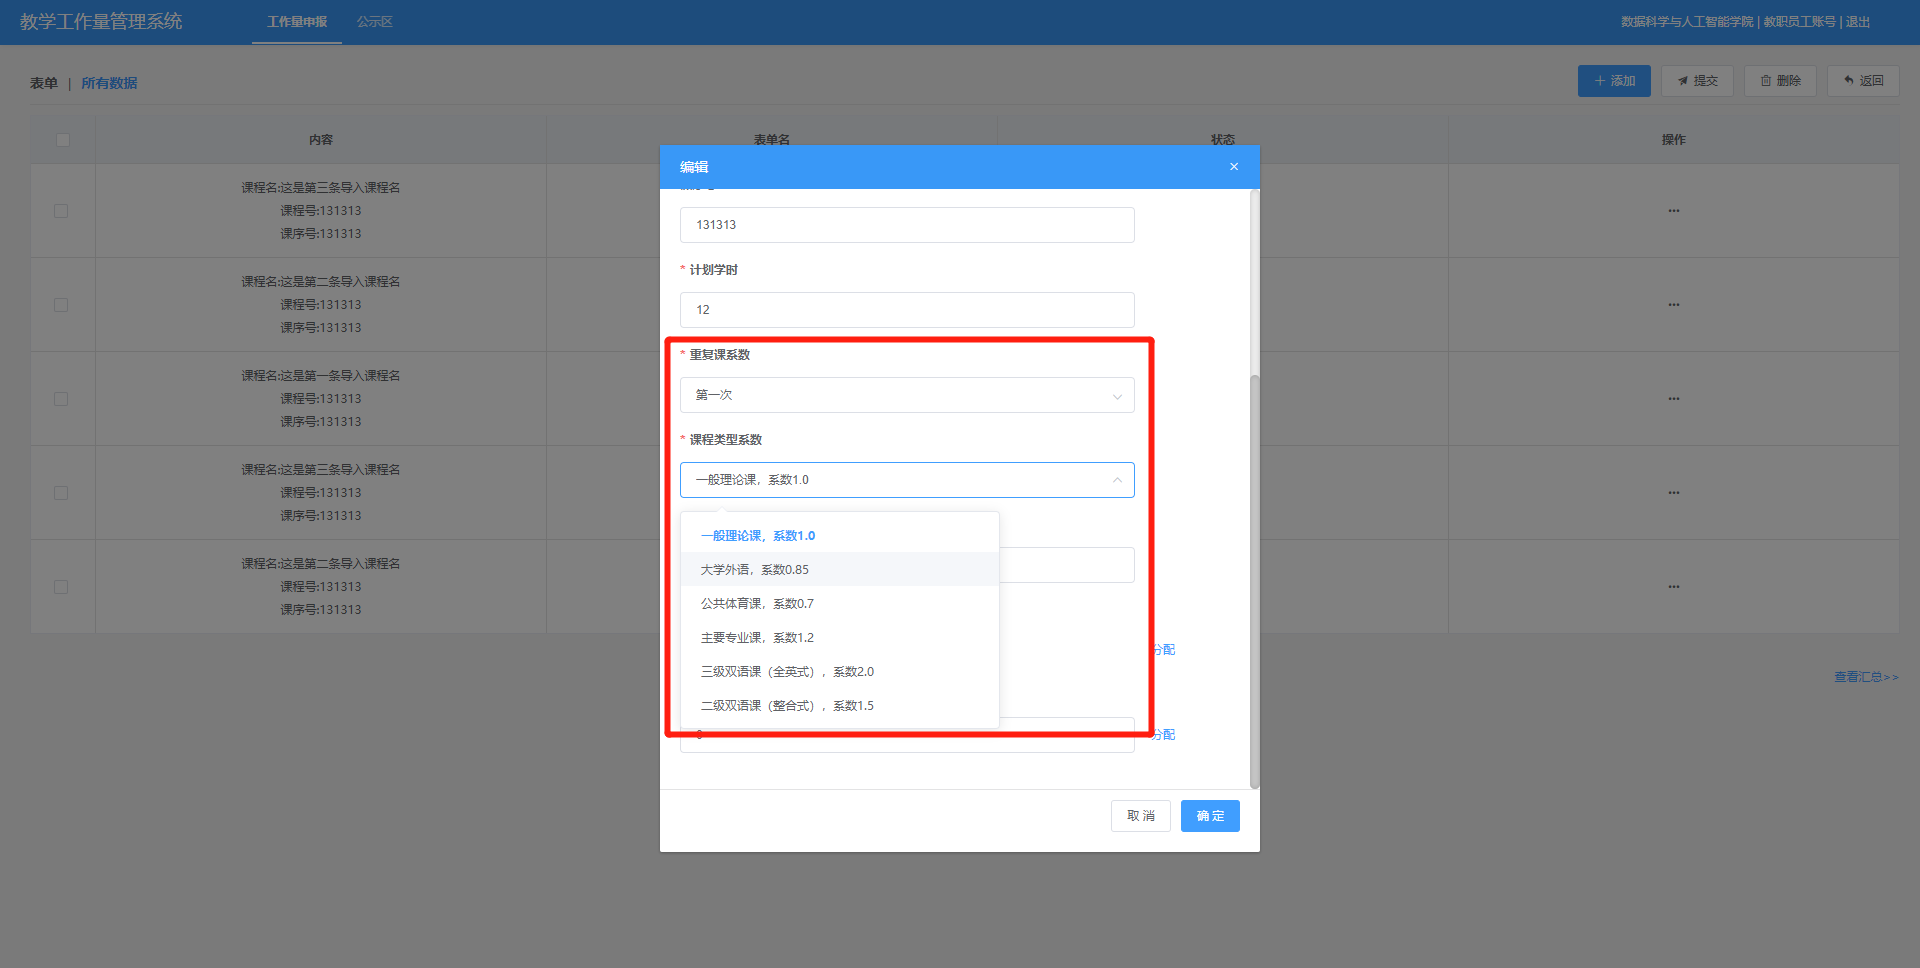 教学工作量管理系统
工作量申报
公示区
数据科学与人工智能学院 | 教职员工账号 | 退出
表单 | 所有数据
添加
提交
删除
返回
内容
表单名
状态
操作
课程名:这是第三条导入课程名
课程号:131313
课序号:131313
课程名:这是第二条导入课程名
课程号:131313
课序号:131313
课程名:这是第一条导入课程名
课程号:131313
课序号:131313
课程名:这是第三条导入课程名
课程号:131313
课序号:131313
课程名:这是第二条导入课程名
课程号:131313
课序号:131313
查看汇总>>
编辑
131313
* 计划学时
12
* 重复课系数
第一次
* 课程类型系数
一般理论课，系数1.0
一般理论课，系数1.0
大学外语，系数0.85
公共体育课，系数0.7
主要专业课，系数1.2
三级双语课（全英式），系数2.0
二级双语课（整合式），系数1.5
分配
分配
取消
确定